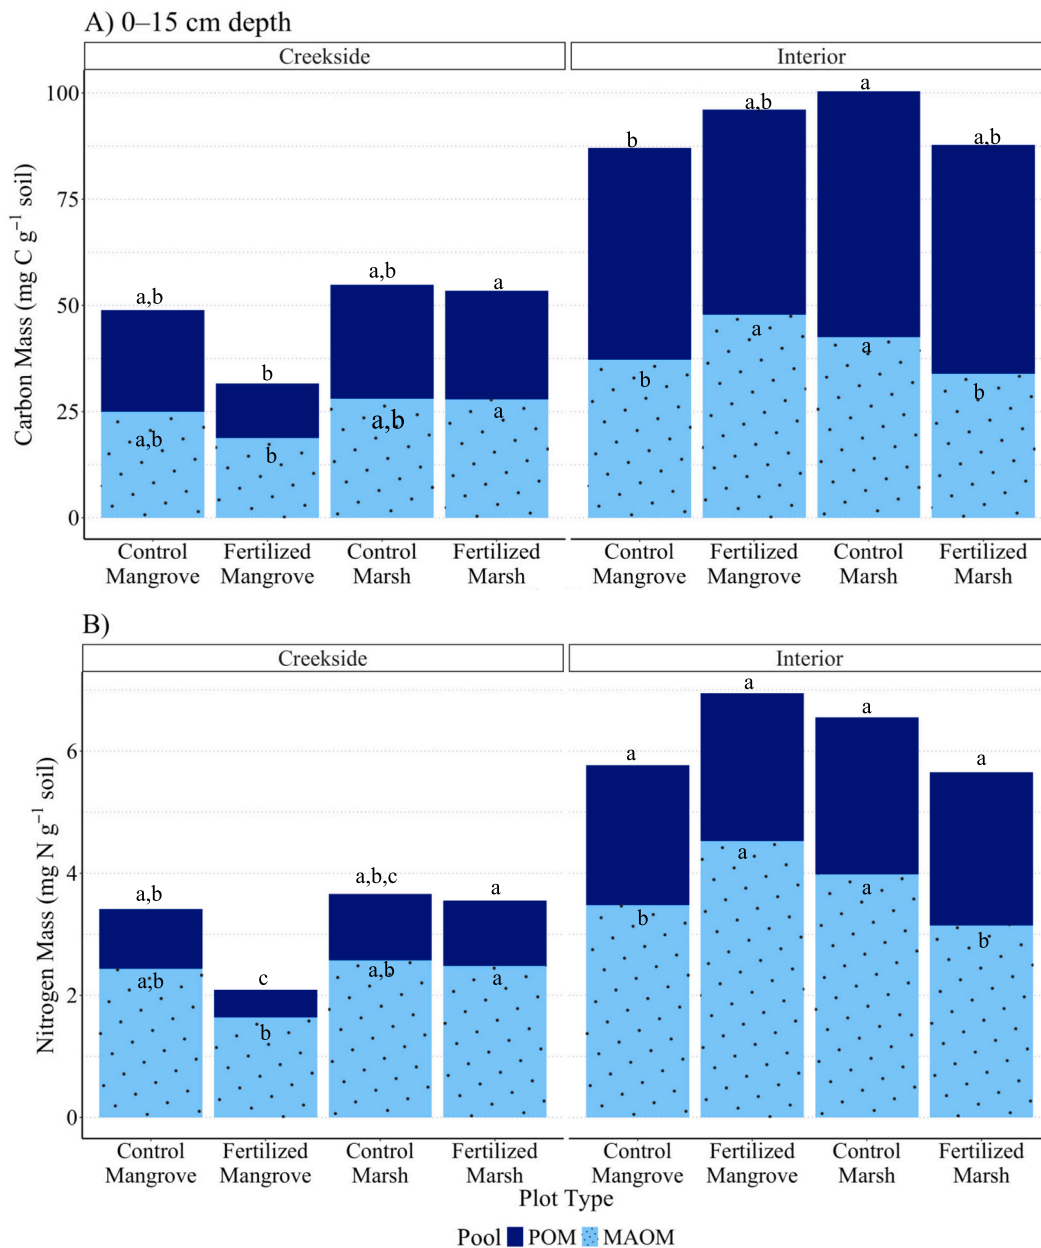 A) 0–15 cm depth
Creekside
Interior
Carbon Mass (mg C g⁻¹ soil)
100
75
50
25
0
a,b
b
a,b
a
b
a,b
a
a,b
a,b
b
a,b
a
b
a
a
b
Control Mangrove
Fertilized Mangrove
Control Marsh
Fertilized Marsh
Control Mangrove
Fertilized Mangrove
Control Marsh
Fertilized Marsh
B)
Creekside
Interior
Nitrogen Mass (mg N g⁻¹ soil)
6
4
2
0
a,b
c
a,b,c
a
a
a
a
a
a,b
b
a,b
a
b
a
a
b
Control Mangrove
Fertilized Mangrove
Control Marsh
Fertilized Marsh
Control Mangrove
Fertilized Mangrove
Control Marsh
Fertilized Marsh
Plot Type
Pool POM MAOM